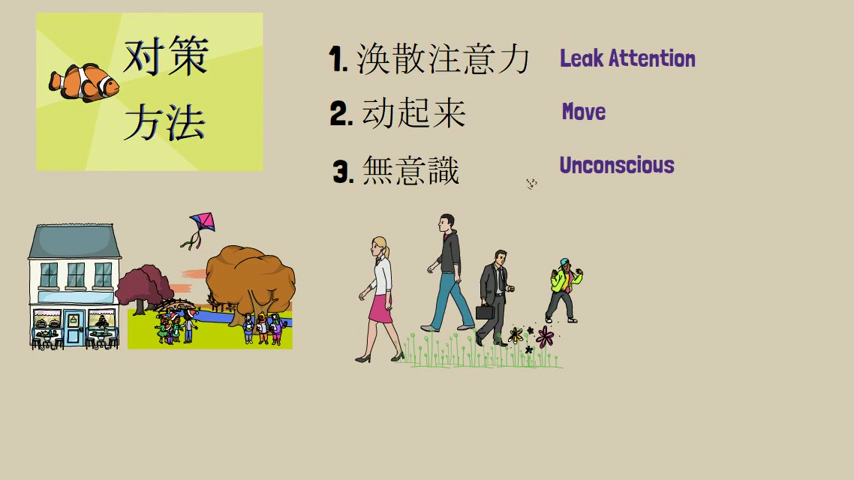 对策
方法
1. 涣散注意力 Leak Attention
2. 动起来 Move
3. 無意識 Unconscious